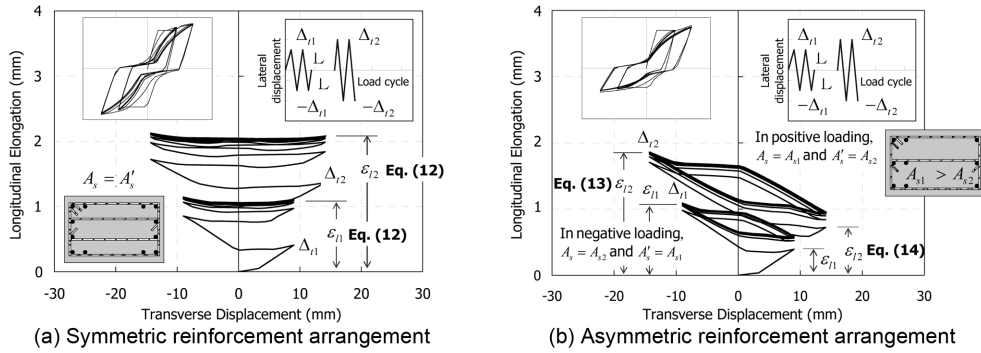 Longitudinal Elongation (mm)
4
3
2
1
0
-30 -20 -10 0 10 20 30
Transverse Displacement (mm)
Lateral displacement
Δt1
Δt2
L
L
Load cycle
−Δt1
−Δt2
As = A's
Δt2
Δt1
εl1 Eq. (12)
εl2 Eq. (12)
(a) Symmetric reinforcement arrangement
Longitudinal Elongation (mm)
4
3
2
1
0
-30 -20 -10 0 10 20 30
Transverse Displacement (mm)
Lateral displacement
Δt1
Δt2
L
L
Load cycle
−Δt1
−Δt2
In positive loading,
As = As1 and A's = As2
As1 > As2
Δt2
Eq. (13)
εl2
εl1
Δt1
In negative loading,
As = As2 and A's = As1
εl1
εl2
Eq. (14)
(b) Asymmetric reinforcement arrangement